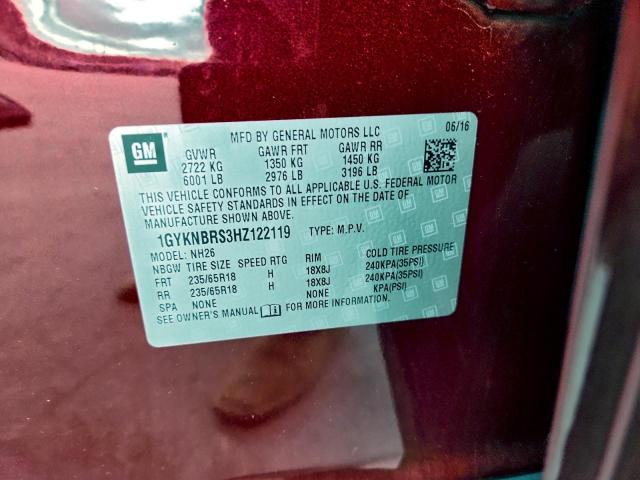 GM
MFD BY GENERAL MOTORS LLC 06/16
GVWR GAWR FRT GAWR RR
2722 KG 1350 KG 1450 KG
6001 LB 2976 LB 3196 LB
THIS VEHICLE CONFORMS TO ALL APPLICABLE U.S. FEDERAL MOTOR
VEHICLE SAFETY STANDARDS IN EFFECT ON THE DATE OF
MANUFACTURE SHOWN ABOVE.
1GYKNBRS3HZ122119 TYPE: M.P.V.
MODEL: NH26
NBGW TIRE SIZE SPEED RTG RIM COLD TIRE PRESSURE
FRT 235/65R18 H 18X8J 240KPA(35PSI)
RR 235/65R18 H 18X8J 240KPA(35PSI)
SPA NONE NONE KPA(PSI)
SEE OWNER'S MANUAL FOR MORE INFORMATION.